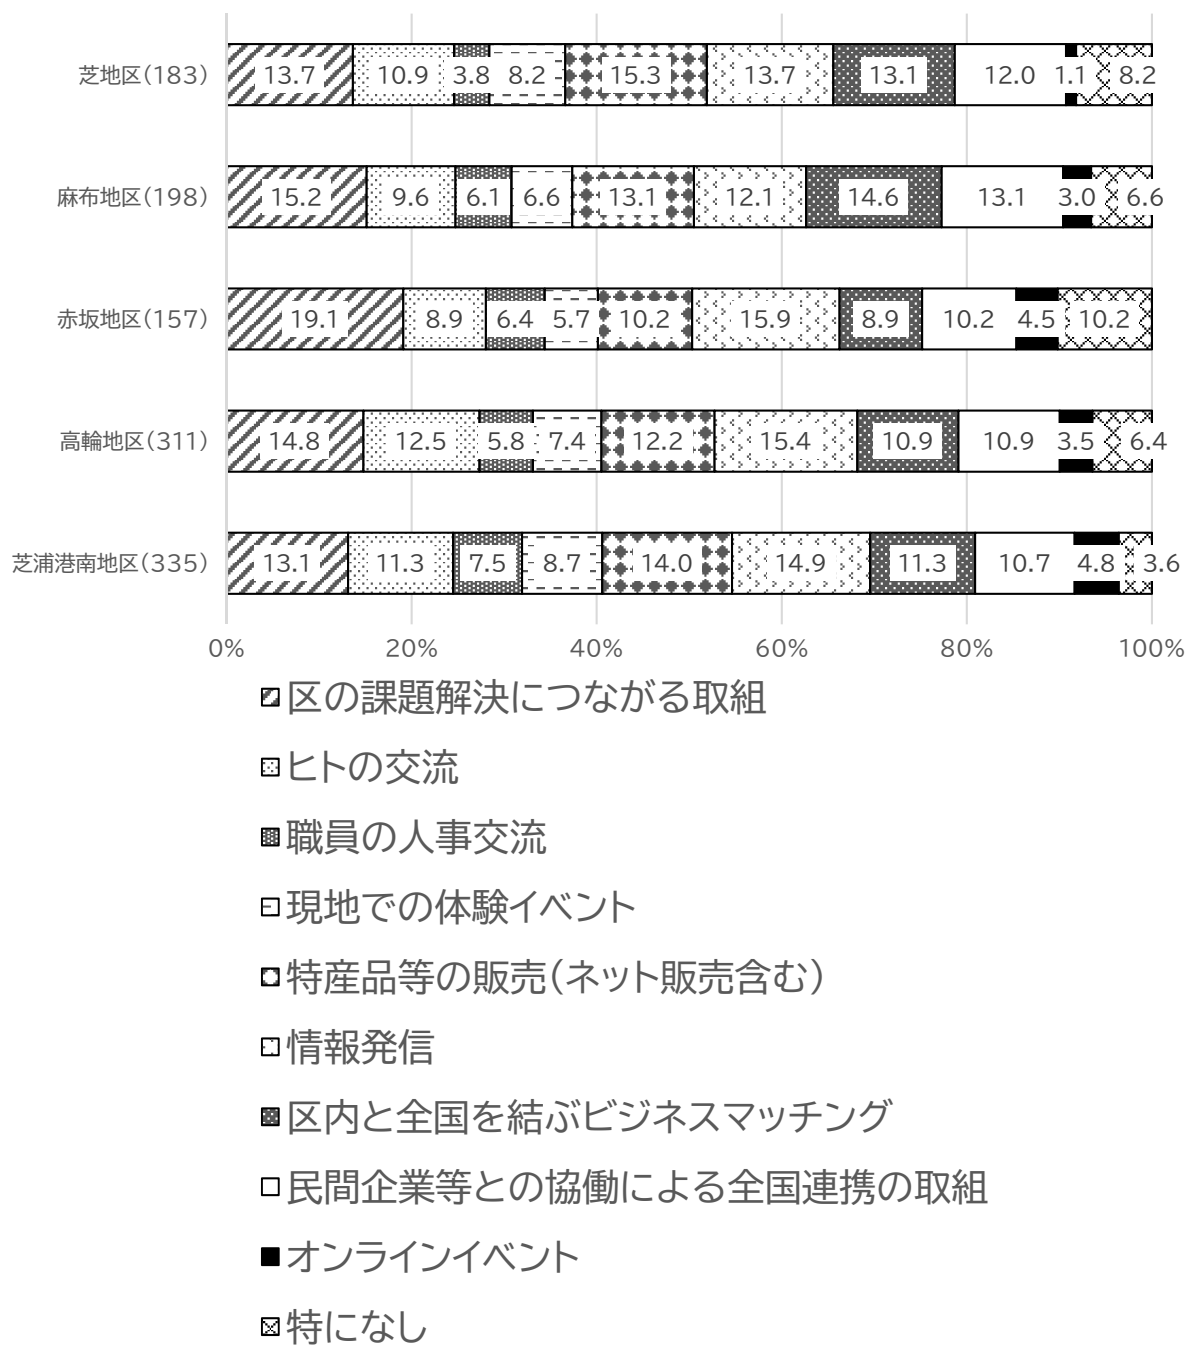 芝地区(183) 13.7 10.9 3.8 8.2 15.3 13.7 13.1 12.0 1.1 8.2
麻布地区(198) 15.2 9.6 6.1 6.6 13.1 12.1 14.6 13.1 3.0 6.6
赤坂地区(157) 19.1 8.9 6.4 5.7 10.2 15.9 8.9 10.2 4.5 10.2
高輪地区(311) 14.8 12.5 5.8 7.4 12.2 15.4 10.9 10.9 3.5 6.4
芝浦港南地区(335) 13.1 11.3 7.5 8.7 14.0 14.9 11.3 10.7 4.8 3.6
0% 20% 40% 60% 80% 100%
区の課題解決につながる取組
ヒトの交流
職員の人事交流
現地での体験イベント
特産品等の販売(ネット販売含む)
情報発信
区内と全国を結ぶビジネスマッチング
民間企業等との協働による全国連携の取組
オンラインイベント
特になし